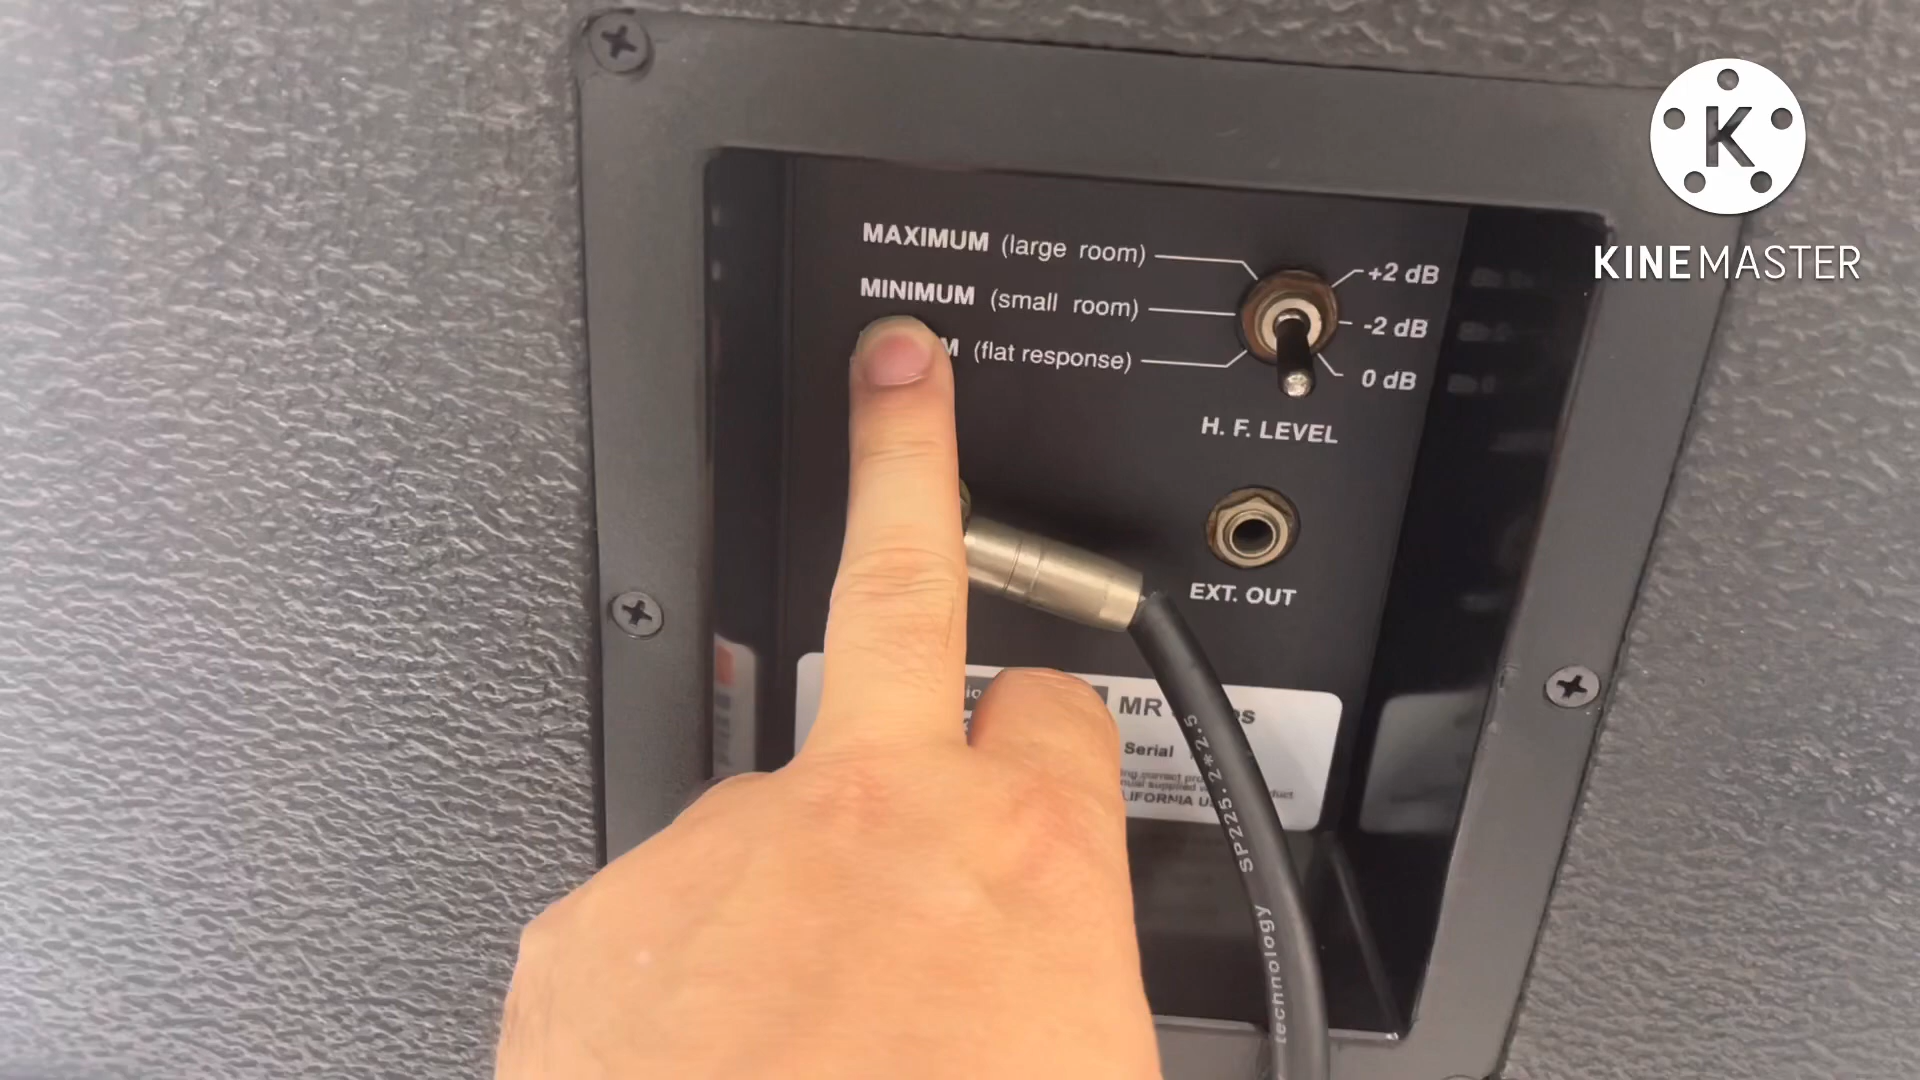 MAXIMUM (large room)
+2 dB
MINIMUM (small room)
-2 dB
(flat response)
0 dB
H. F. LEVEL
EXT. OUT
MR
Serial
SP225. 2*2.5
technology
K
KINEMASTER